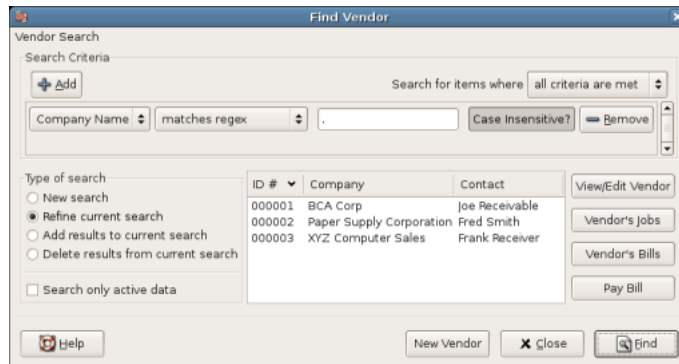 Find Vendor
Vendor Search
Search Criteria
Add
Search for items where all criteria are met
Company Name matches regex . Case Insensitive? Remove
Type of search
New search
Refine current search
Add results to current search
Delete results from current search
Search only active data
ID # Company Contact
000001 BCA Corp Joe Receivable
000002 Paper Supply Corporation Fred Smith
000003 XYZ Computer Sales Frank Receiver
View/Edit Vendor
Vendor's Jobs
Vendor's Bills
Pay Bill
Help New Vendor Close Find